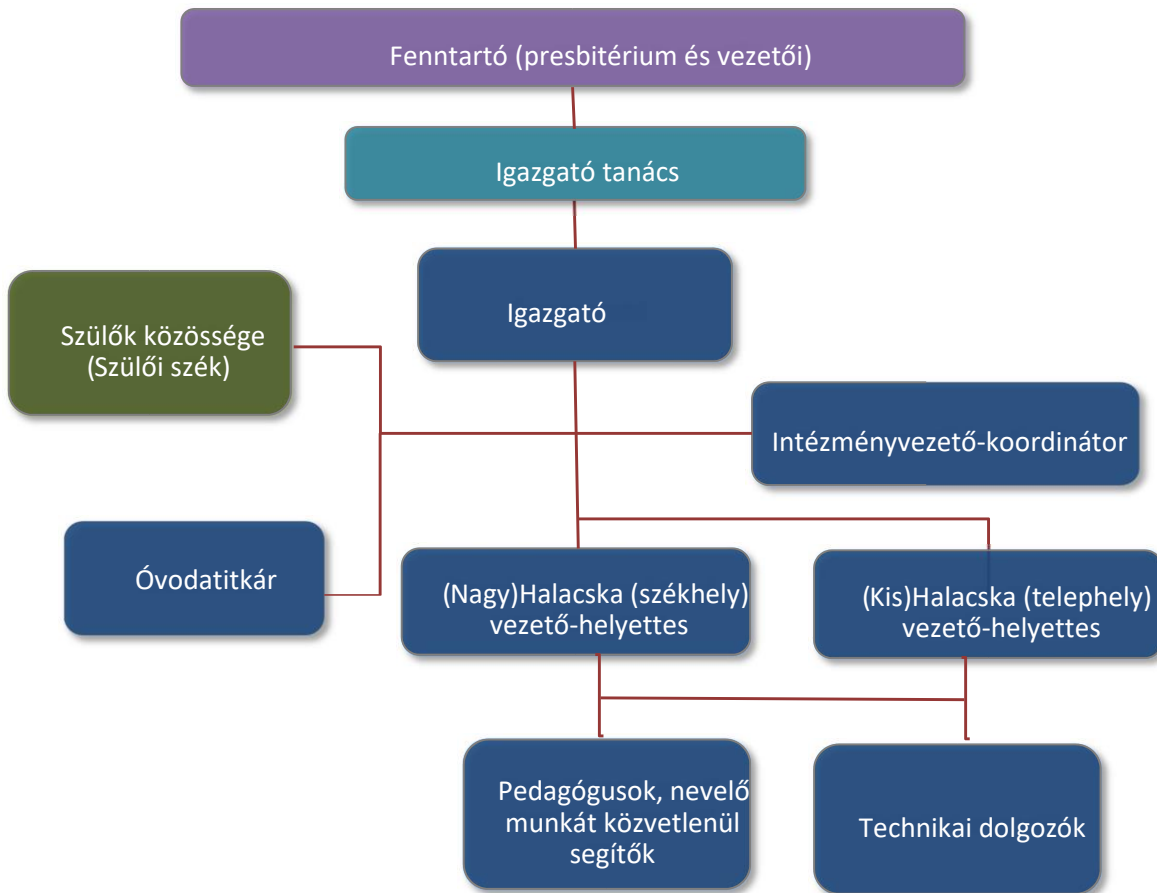 Fenntartó (presbitérium és vezetői)
Igazgató tanács
Igazgató
Szülők közössége
(Szülői szék)
Intézményvezető-koordinátor
Óvodatitkár
(Nagy)Halacska (székhely)
vezető-helyettes
(Kis)Halacska (telephely)
vezető-helyettes
Pedagógusok, nevelő
munkát közvetlenül
segítők
Technikai dolgozók